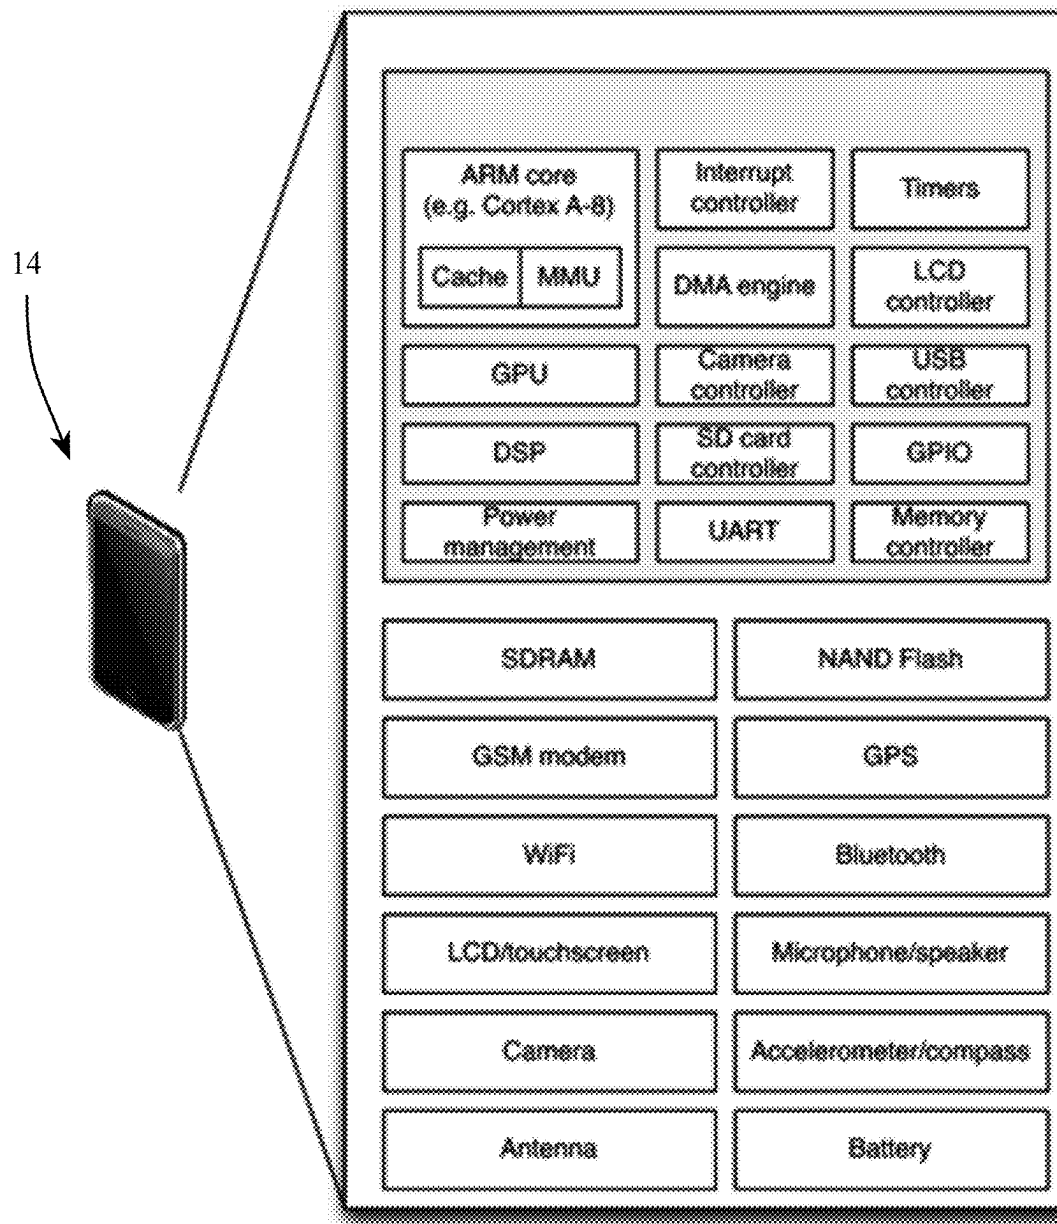 14
ARM core
(e.g. Cortex A-8)
Cache
MMU
Interrupt
controller
Timers
DMA engine
LCD
controller
GPU
Camera
controller
USB
controller
DSP
SD card
controller
GPIO
Power
management
UART
Memory
controller
SDRAM
NAND Flash
GSM modem
GPS
WiFi
Bluetooth
LCD/touchscreen
Microphone/speaker
Camera
Accelerometer/compass
Antenna
Battery